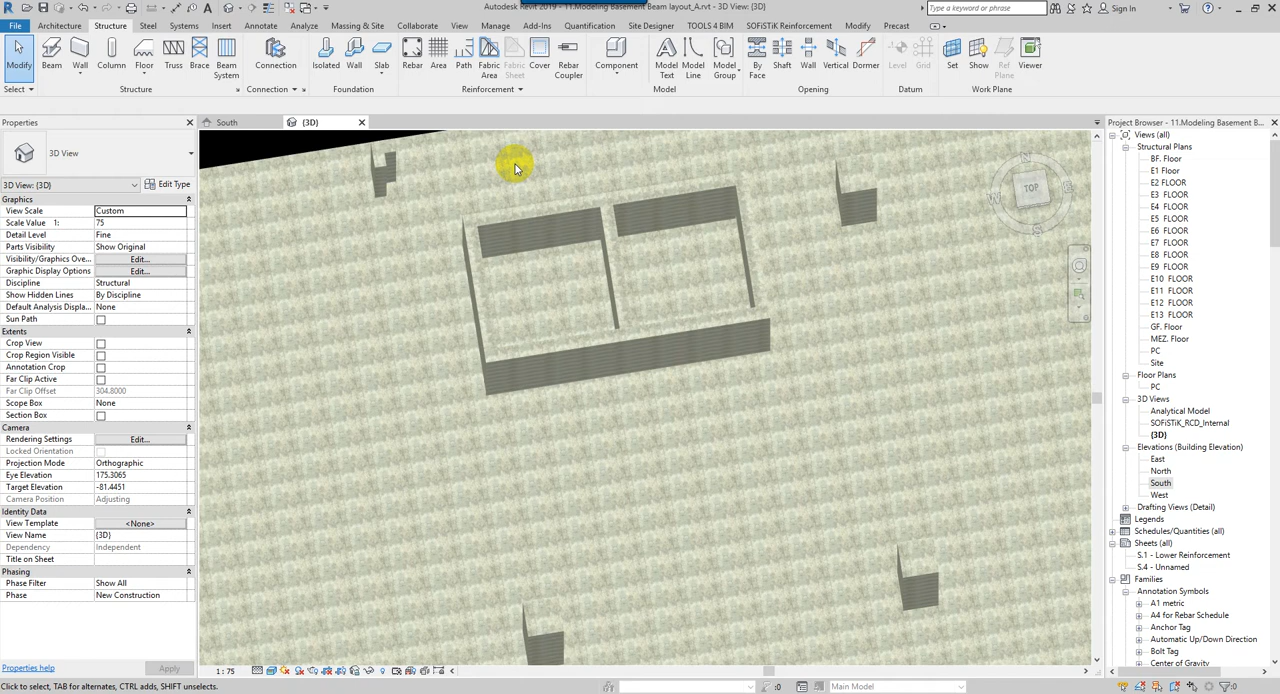 Autodesk Revit 2019 - 11.Modeling Basement Beam layout_A.rvt - 3D View: {3D}
Type a keyword or phrase
Sign In
File Architecture Structure Steel Systems Insert Annotate Analyze Massing & Site Collaborate View Manage Add-Ins Quantification Site Designer TOOLS 4 BIM SOFiSTiK Reinforcement Modify Precast
Modify Beam Wall Column Floor Truss Brace Beam System Connection Isolated Wall Slab Rebar Area Path Fabric Area Fabric Sheet Cover Rebar Coupler Component Model Text Model Line Model Group By Face Shaft Wall Vertical Dormer Level Grid Set Show Ref Plane Viewer
Select Structure Connection Foundation Reinforcement Model Opening Datum Work Plane
Properties
3D View
3D View: {3D} Edit Type
Graphics
View Scale Custom
Scale Value 1: 75
Detail Level Fine
Parts Visibility Show Original
Visibility/Graphics Ove... Edit...
Graphic Display Options Edit...
Discipline Structural
Show Hidden Lines By Discipline
Default Analysis Displa... None
Sun Path
Extents
Crop View
Crop Region Visible
Annotation Crop
Far Clip Active
Far Clip Offset 304.8000
Scope Box None
Section Box
Camera
Rendering Settings Edit...
Locked Orientation
Projection Mode Orthographic
Eye Elevation 175.3065
Target Elevation -81.4451
Camera Position Adjusting
Identity Data
View Template <None>
View Name {3D}
Dependency Independent
Title on Sheet
Phasing
Phase Filter Show All
Phase New Construction
Properties help Apply
South {3D}
TOP
N
E
S
W
1 : 75
Project Browser - 11.Modeling Basement B...
Views (all)
Structural Plans
BF. Floor
E1 Floor
E2 FLOOR
E3 FLOOR
E4 FLOOR
E5 FLOOR
E6 FLOOR
E7 FLOOR
E8 FLOOR
E9 FLOOR
E10 FLOOR
E11 FLOOR
E12 FLOOR
E13 FLOOR
GF. Floor
MEZ. Floor
PC
Site
Floor Plans
PC
3D Views
Analytical Model
SOFiSTiK_RCD_Internal
{3D}
Elevations (Building Elevation)
East
North
South
West
Drafting Views (Detail)
Legends
Schedules/Quantities (all)
Sheets (all)
S.1 - Lower Reinforcement
S.4 - Unnamed
Families
Annotation Symbols
A1 metric
A4 for Rebar Schedule
Anchor Tag
Automatic Up/Down Direction
Bolt Tag
Center of Gravity
Click to select, TAB for alternates, CTRL adds, SHIFT unselects.
:0
Main Model
:0